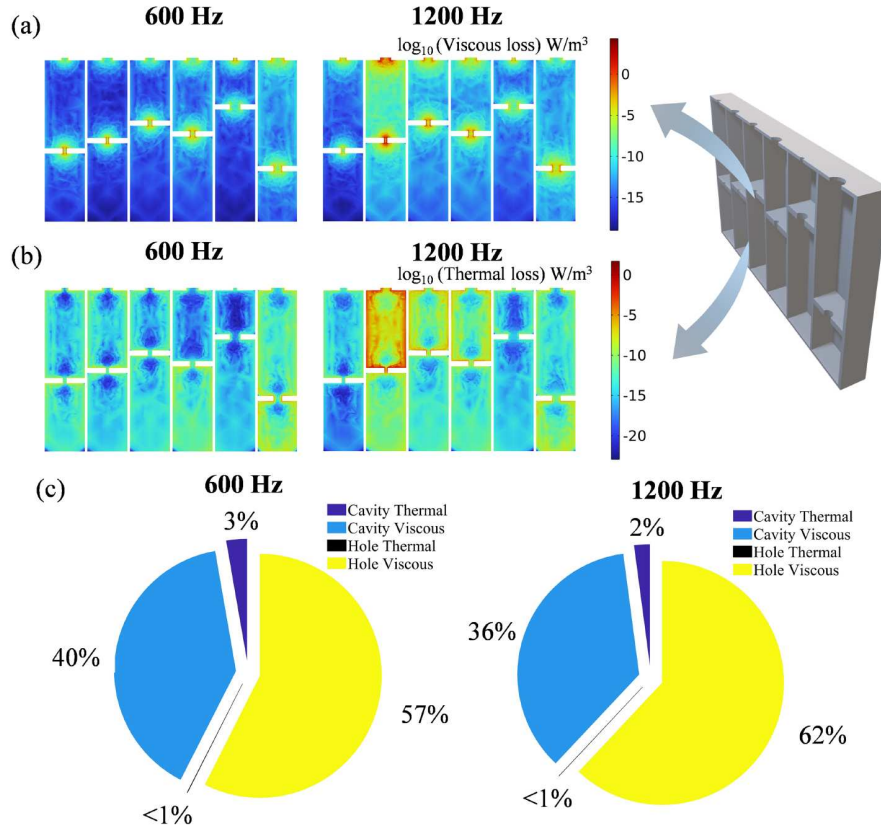 600 Hz 1200 Hz
(a)
log10 (Viscous loss) W/m³
0
-5
-10
-15
600 Hz 1200 Hz
(b)
log10 (Thermal loss) W/m³
0
-5
-10
-15
-20
(c)
600 Hz 1200 Hz
Cavity Thermal
Cavity Viscous
Hole Thermal
Hole Viscous
3%
40%
57%
<1%
Cavity Thermal
Cavity Viscous
Hole Thermal
Hole Viscous
2%
36%
62%
<1%